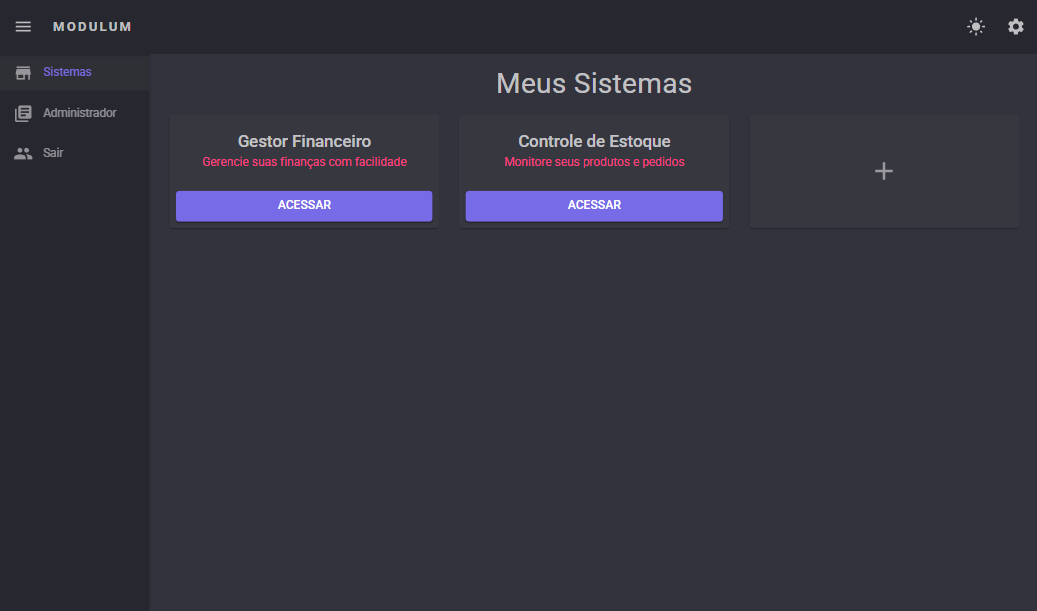 MODULUM
Sistemas
Administrador
Sair
Meus Sistemas
Gestor Financeiro
Gerencie suas finanças com facilidade
ACESSAR
Controle de Estoque
Monitore seus produtos e pedidos
ACESSAR